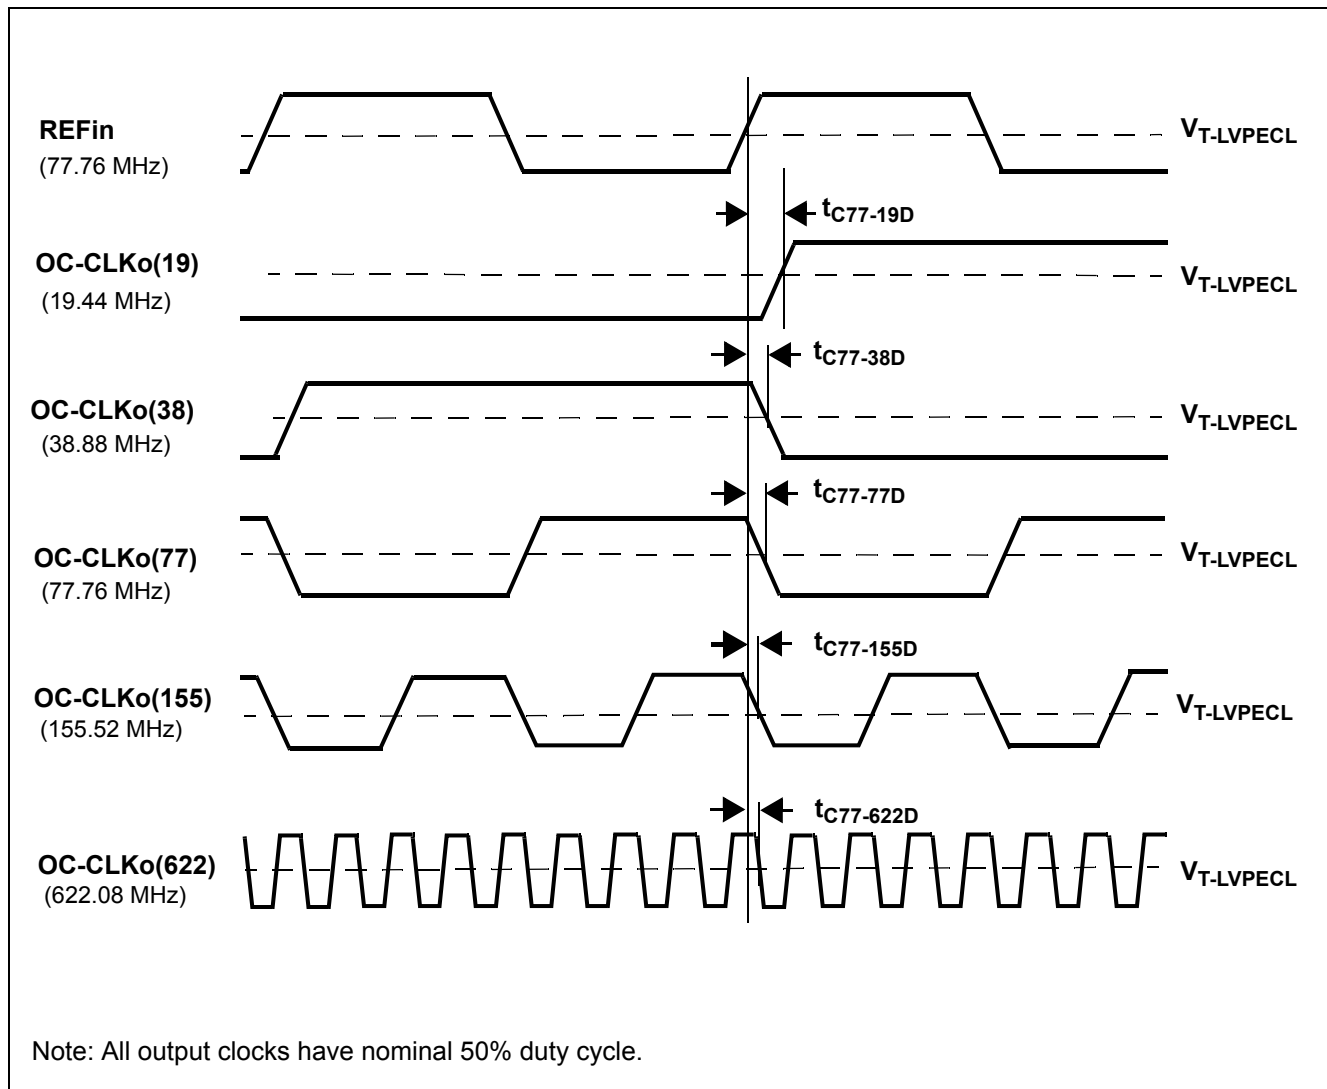 REFin
(77.76 MHz)
VT-LVPECL
tC77-19D
OC-CLKo(19)
(19.44 MHz)
VT-LVPECL
tC77-38D
OC-CLKo(38)
(38.88 MHz)
VT-LVPECL
tC77-77D
OC-CLKo(77)
(77.76 MHz)
VT-LVPECL
tC77-155D
OC-CLKo(155)
(155.52 MHz)
VT-LVPECL
tC77-622D
OC-CLKo(622)
(622.08 MHz)
VT-LVPECL
Note: All output clocks have nominal 50% duty cycle.